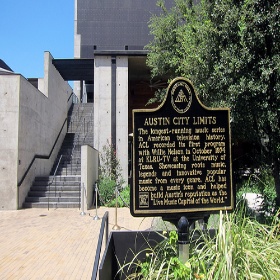 AUSTIN CITY LIMITS
The longest-running music series
in American television history,
ACL recorded its first program
with Willie Nelson in October 1974
at KLRU-TV at the University of
Texas. Showcasing roots music,
legends and innovative popular
music from every genre, ACL has
become a music icon and helped
build Austin's reputation as the
"Live Music Capital of the World."